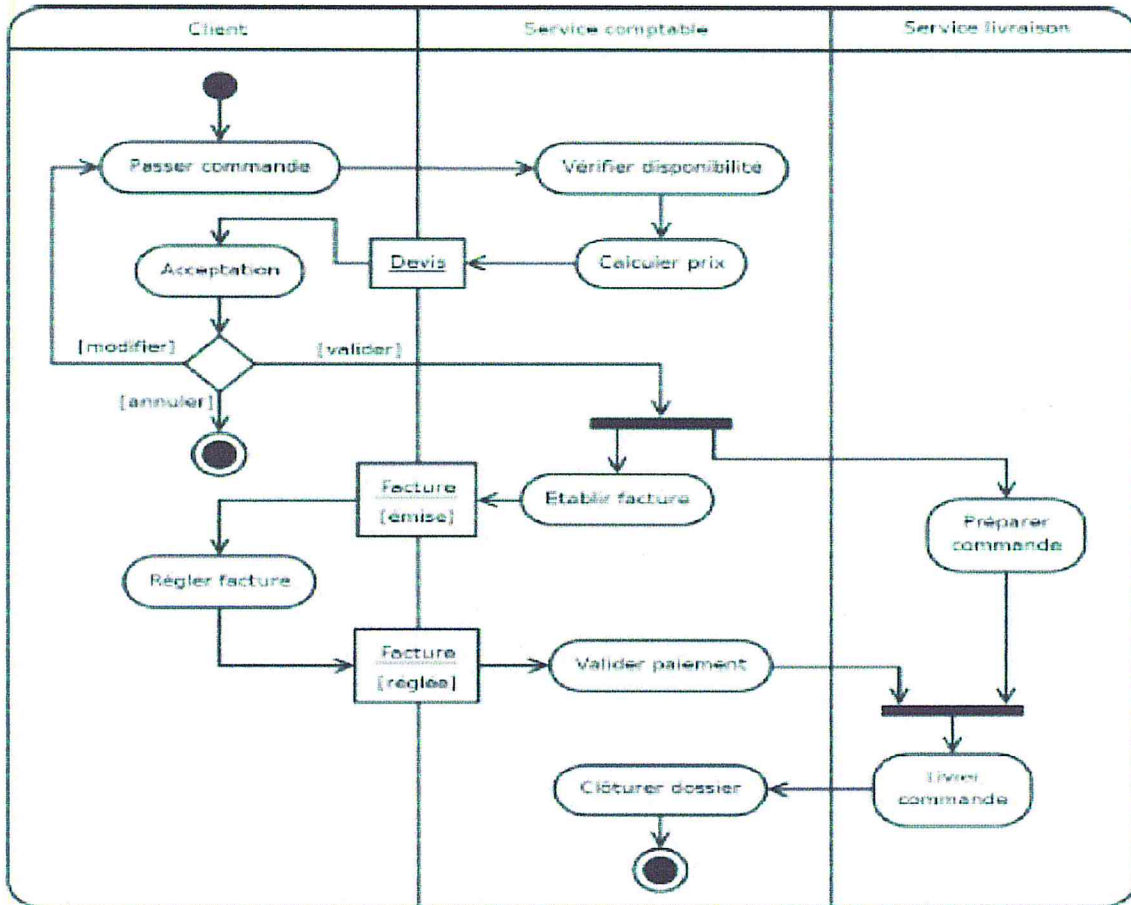 Client
Service comptable
Service livraison
Passer commande
Vérifier disponibilité
Acceptation
Devis
Calculer prix
[modifier]
[valider]
[annuler]
Facture
[émise]
Etablir facture
Préparer
commande
Régler facture
Facture
[réglée]
Valider paiement
Livrer
commande
Clôturer dossier